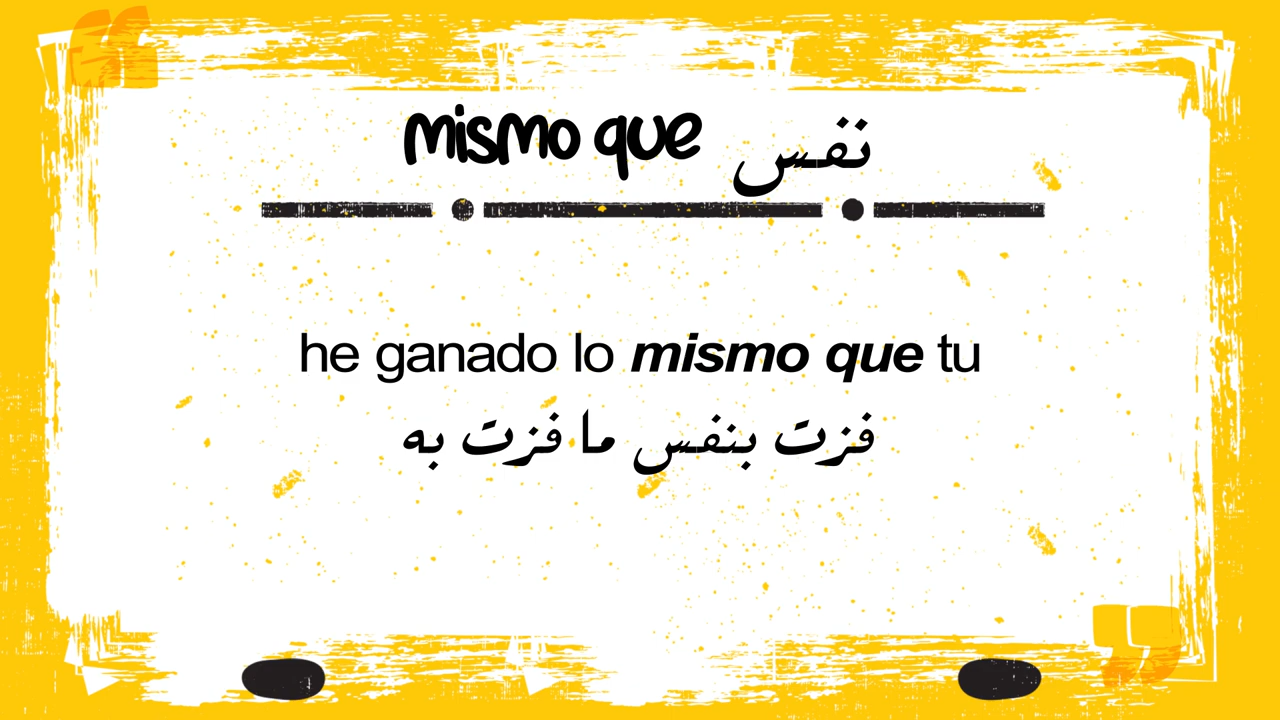 mismo que نفس
he ganado lo mismo que tu
فزت بنفس ما فزت به